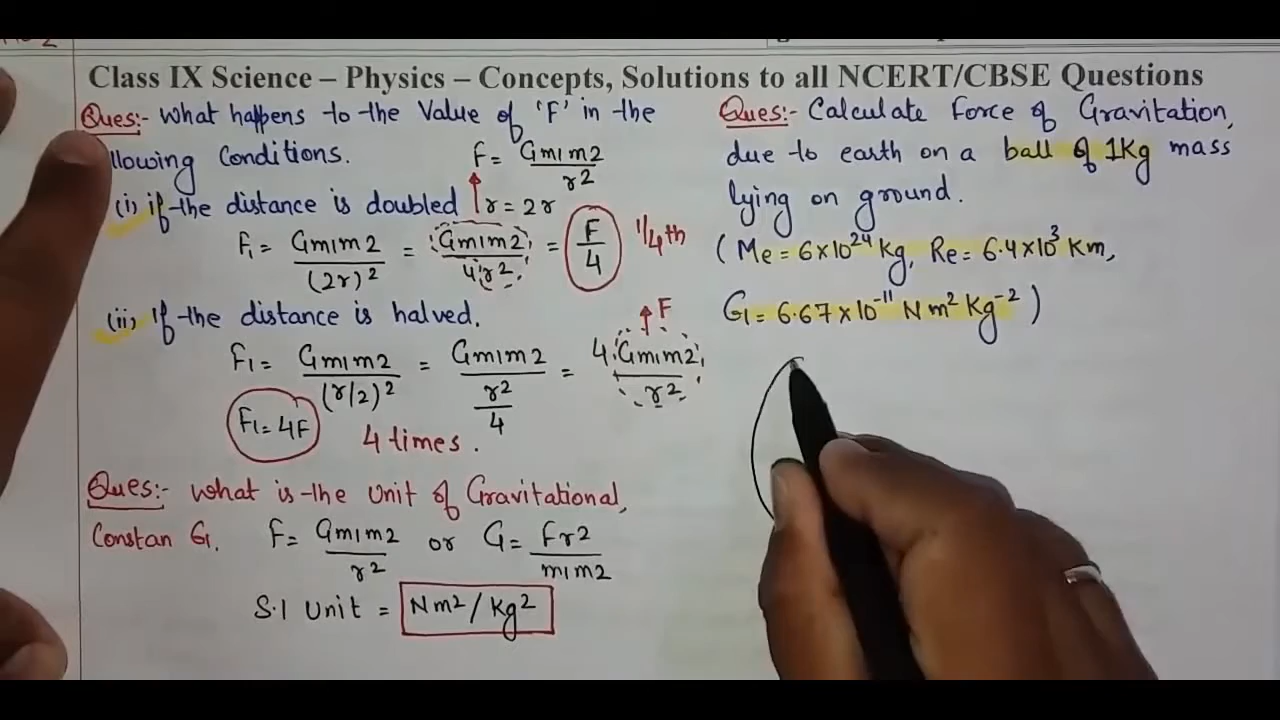 Class IX Science – Physics – Concepts, Solutions to all NCERT/CBSE Questions
Ques:- What happens to the Value of 'F' in the
llowing Conditions. F = Gm1m2 / r2
(i) if the distance is doubled r = 2r
F1 = Gm1m2 / (2r)2 = Gm1m2 / 4r2 = F/4 1/4th
(ii) If the distance is halved. F
F1 = Gm1m2 / (r/2)2 = Gm1m2 / r2/4 = 4.Gm1m2 / r2
F1 = 4F 4 times.
Ques:- What is the Unit of Gravitational
Constan G. F = Gm1m2 / r2 or G = Fr2 / m1m2
S.I Unit = Nm2/Kg2
Ques:- Calculate Force of Gravitation,
due to earth on a ball of 1Kg mass
lying on ground.
(Me = 6×10^24 Kg, Re = 6.4×10^3 Km,
G = 6.67×10^-11 Nm2 Kg-2)